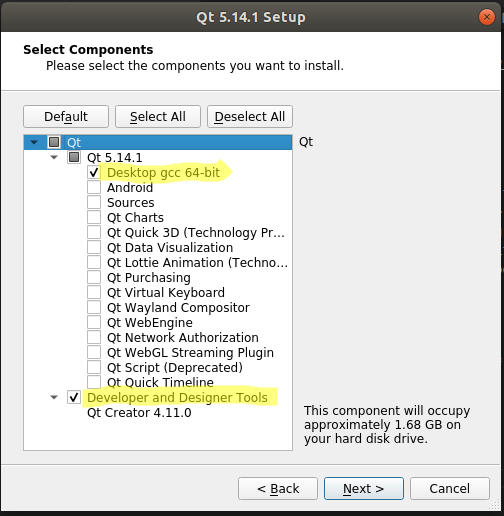 Qt 5.14.1 Setup
Select Components
Please select the components you want to install.
Default Select All Deselect All
Qt Qt
Qt 5.14.1
Desktop gcc 64-bit
Android
Sources
Qt Charts
Qt Quick 3D (Technology Pr...
Qt Data Visualization
Qt Lottie Animation (Techno...
Qt Purchasing
Qt Virtual Keyboard
Qt Wayland Compositor
Qt WebEngine
Qt Network Authorization
Qt WebGL Streaming Plugin
Qt Script (Deprecated)
Qt Quick Timeline
Developer and Designer Tools
Qt Creator 4.11.0
This component will occupy
approximately 1.68 GB on
your hard disk drive.
< Back Next > Cancel